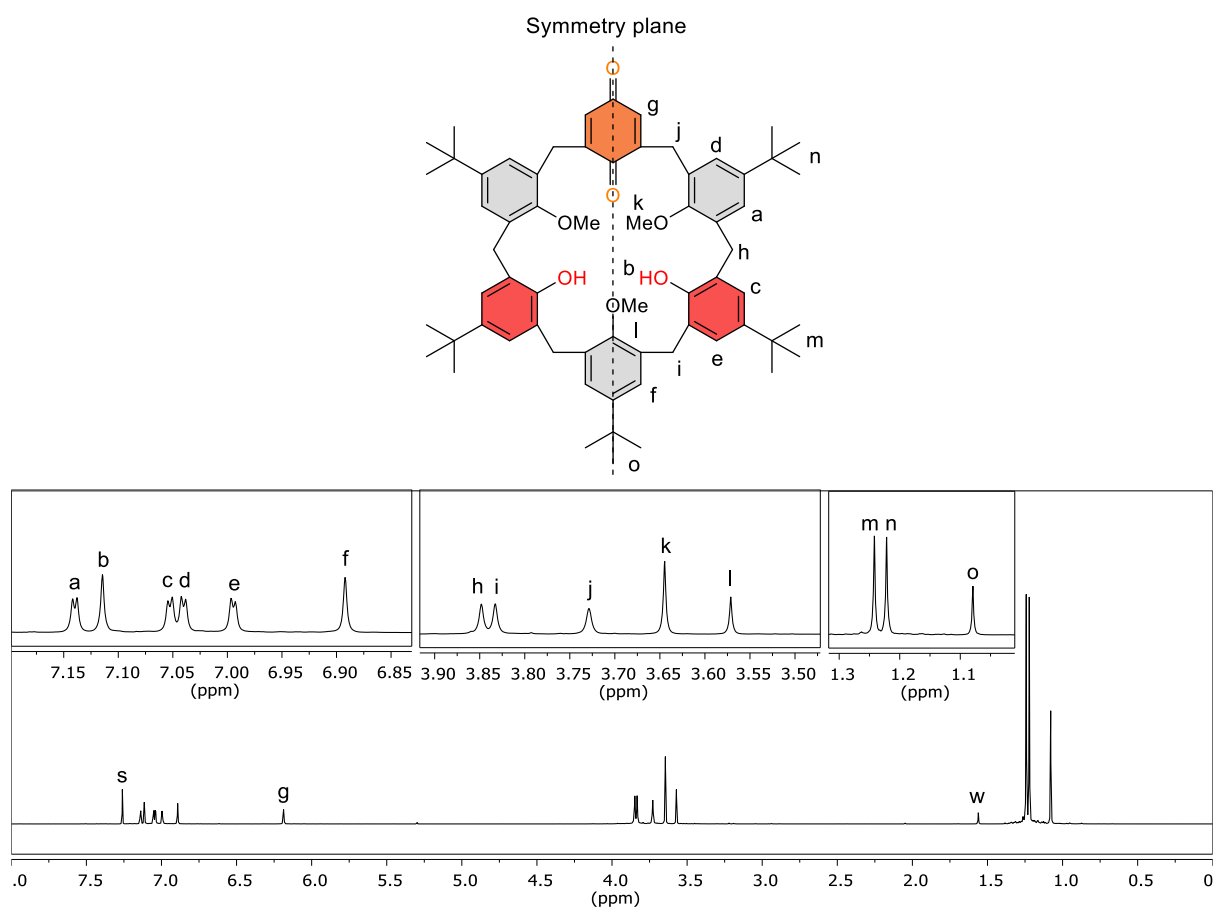 Symmetry plane
O
g
j
d
n
O
k
OMe
MeO
a
h
b
OH
HO
c
OMe
l
m
e
i
f
o
a
b
c
d
e
f
7.15
7.10
7.05
7.00
6.95
6.90
6.85
(ppm)
h
i
j
k
l
3.90
3.85
3.80
3.75
3.70
3.65
3.60
3.55
3.50
(ppm)
m
n
o
1.3
1.2
1.1
(ppm)
s
g
w
.0
7.5
7.0
6.5
6.0
5.5
5.0
4.5
4.0
3.5
3.0
2.5
2.0
1.5
1.0
0.5
0
(ppm)